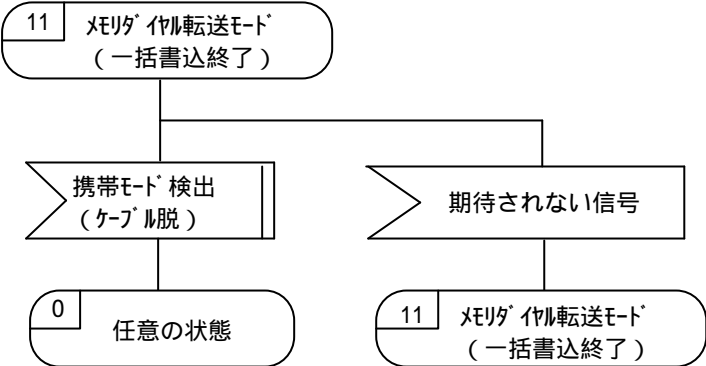 11 ﾒﾓﾘﾀﾞｲﾔﾙ転送ﾓｰﾄﾞ
（一括書込終了）
携帯ﾓｰﾄﾞ検出
（ｹｰﾌﾞﾙ脱）
期待されない信号
0
任意の状態
11 ﾒﾓﾘﾀﾞｲﾔﾙ転送ﾓｰﾄﾞ
（一括書込終了）